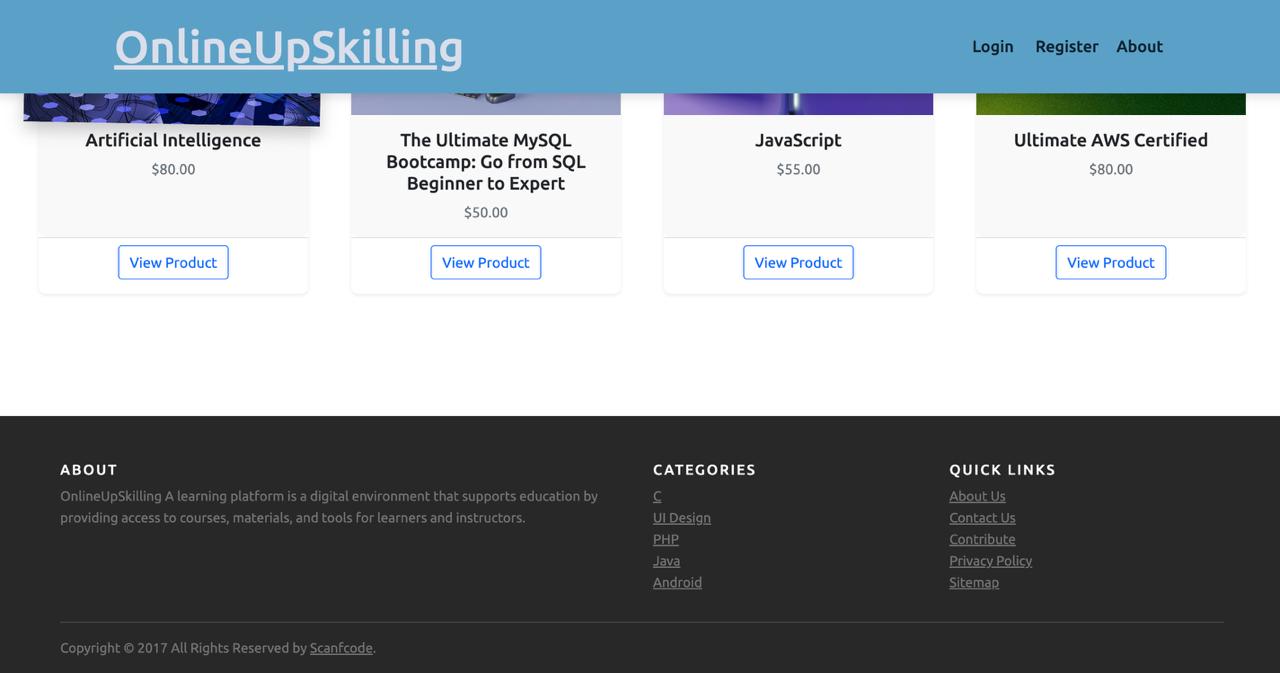 OnlineUpSkilling
Login Register About
Artificial Intelligence
$80.00
View Product
The Ultimate MySQL
Bootcamp: Go from SQL
Beginner to Expert
$50.00
View Product
JavaScript
$55.00
View Product
Ultimate AWS Certified
$80.00
View Product
ABOUT
OnlineUpSkilling A learning platform is a digital environment that supports education by
providing access to courses, materials, and tools for learners and instructors.
CATEGORIES
C
UI Design
PHP
Java
Android
QUICK LINKS
About Us
Contact Us
Contribute
Privacy Policy
Sitemap
Copyright © 2017 All Rights Reserved by Scanfcode.